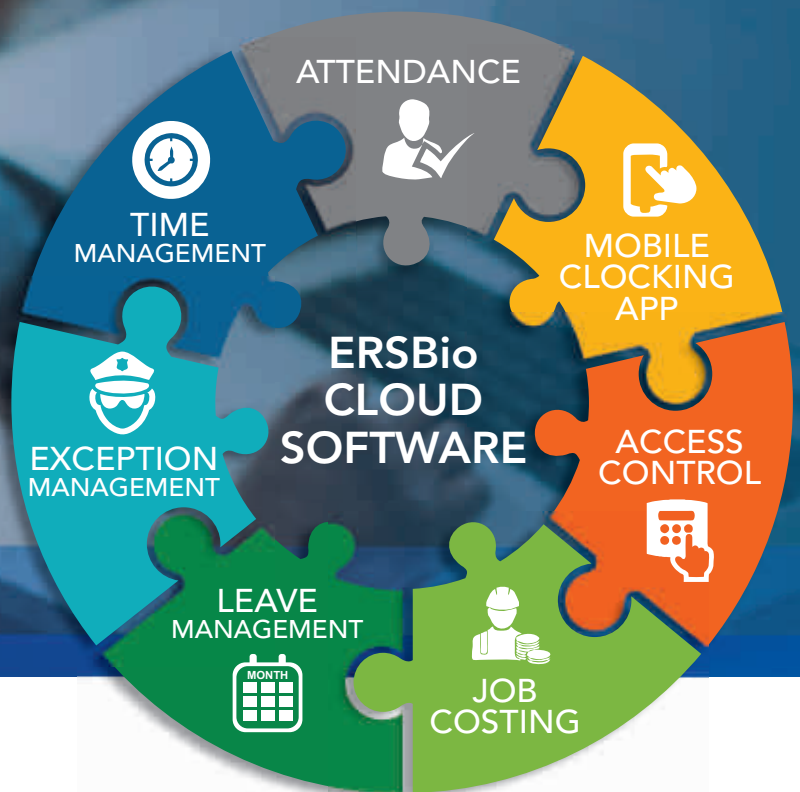 ATTENDANCE
MOBILE
CLOCKING
APP
ACCESS
CONTROL
JOB
COSTING
LEAVE
MANAGEMENT
MONTH
EXCEPTION
MANAGEMENT
TIME
MANAGEMENT
ERSBio
CLOUD
SOFTWARE